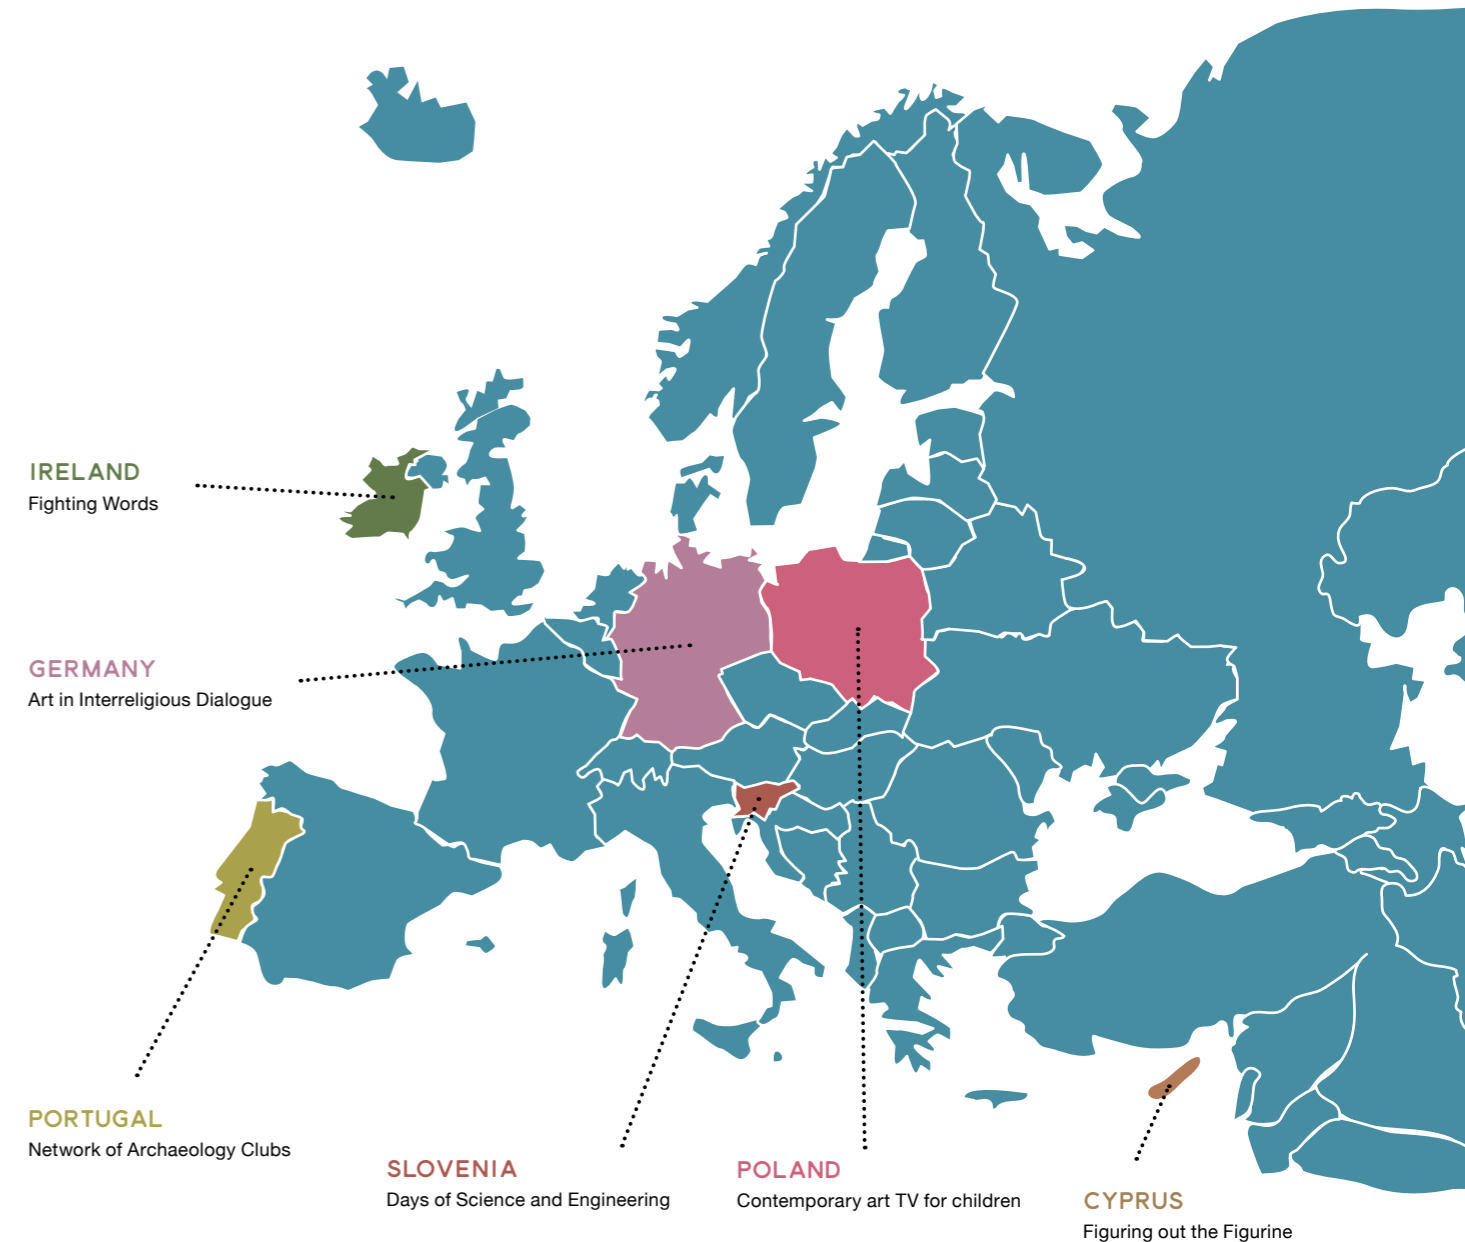 IRELAND
Fighting Words
GERMANY
Art in Interreligious Dialogue
PORTUGAL
Network of Archaeology Clubs
SLOVENIA
Days of Science and Engineering
POLAND
Contemporary art TV for children
CYPRUS
Figuring out the Figurine